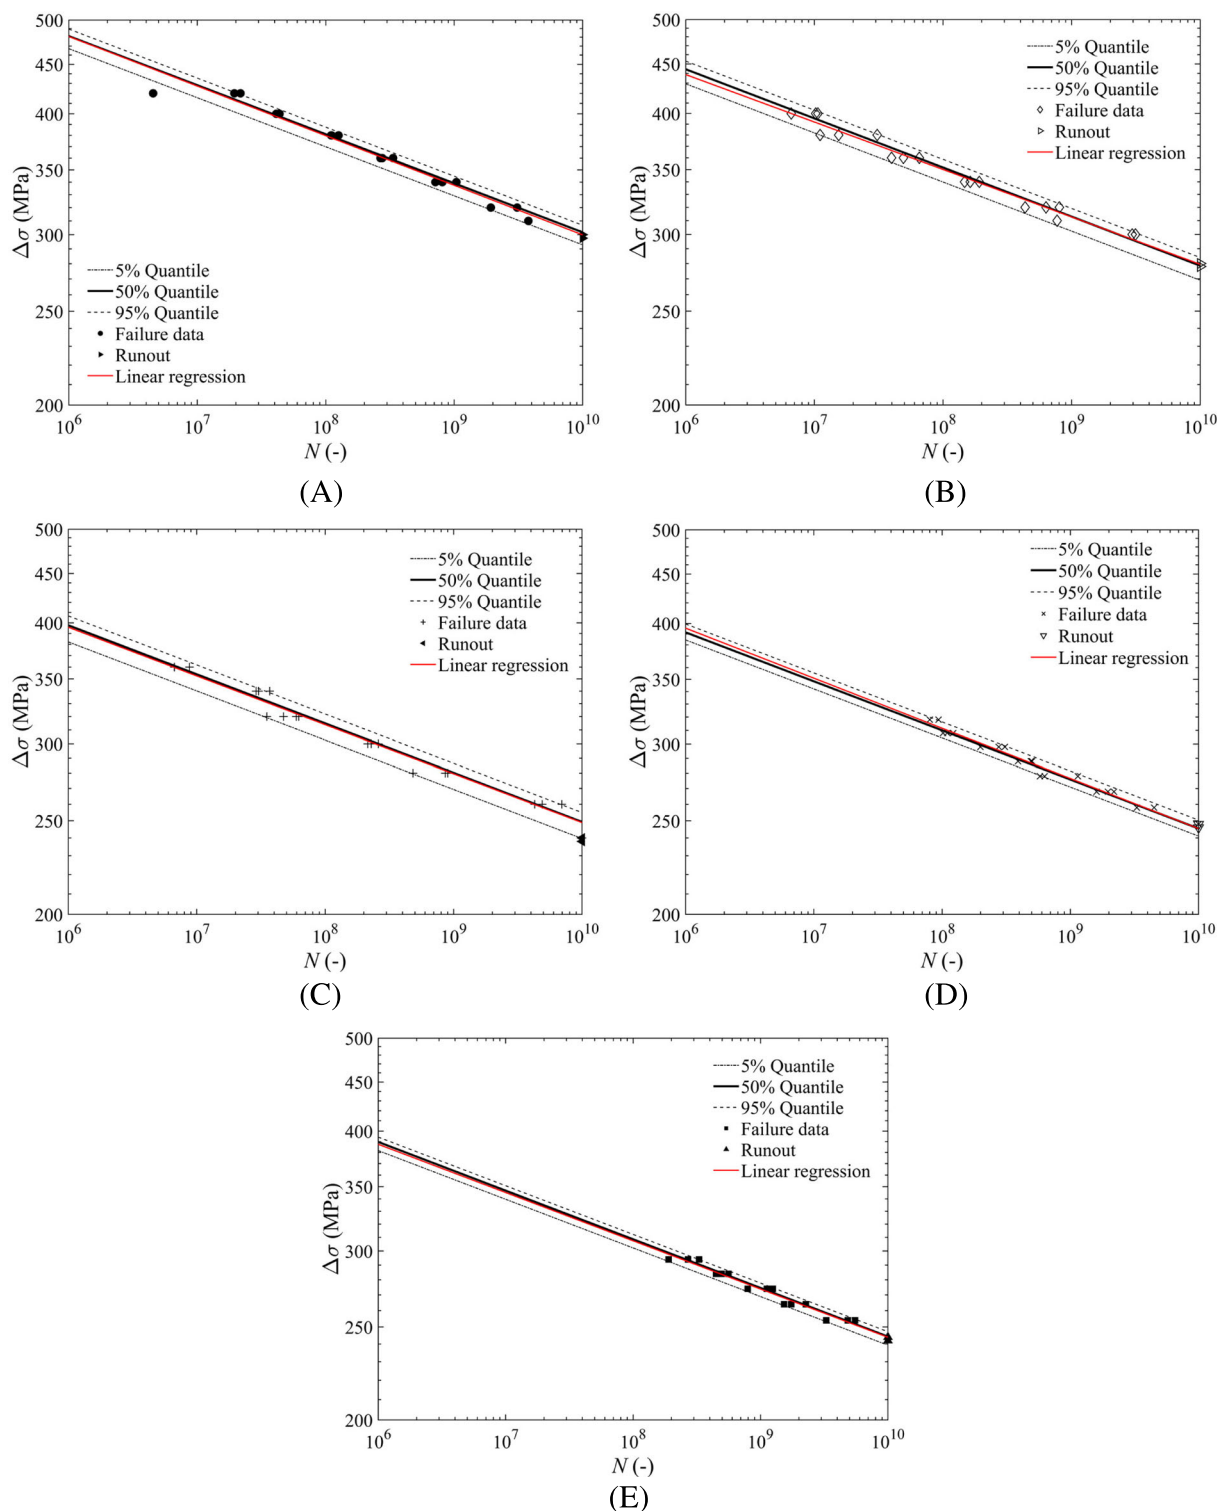 500
450
400
350
300
250
200
Δσ (MPa)
5% Quantile
50% Quantile
95% Quantile
Failure data
Runout
Linear regression
10^6 10^7 10^8 10^9 10^10
N (-)
(A)
500
450
400
350
300
250
200
Δσ (MPa)
5% Quantile
50% Quantile
95% Quantile
Failure data
Runout
Linear regression
10^6 10^7 10^8 10^9 10^10
N (-)
(B)
500
450
400
350
300
250
200
Δσ (MPa)
5% Quantile
50% Quantile
95% Quantile
Failure data
Runout
Linear regression
10^6 10^7 10^8 10^9 10^10
N (-)
(C)
500
450
400
350
300
250
200
Δσ (MPa)
5% Quantile
50% Quantile
95% Quantile
Failure data
Runout
Linear regression
10^6 10^7 10^8 10^9 10^10
N (-)
(D)
500
450
400
350
300
250
200
Δσ (MPa)
5% Quantile
50% Quantile
95% Quantile
Failure data
Runout
Linear regression
10^6 10^7 10^8 10^9 10^10
N (-)
(E)